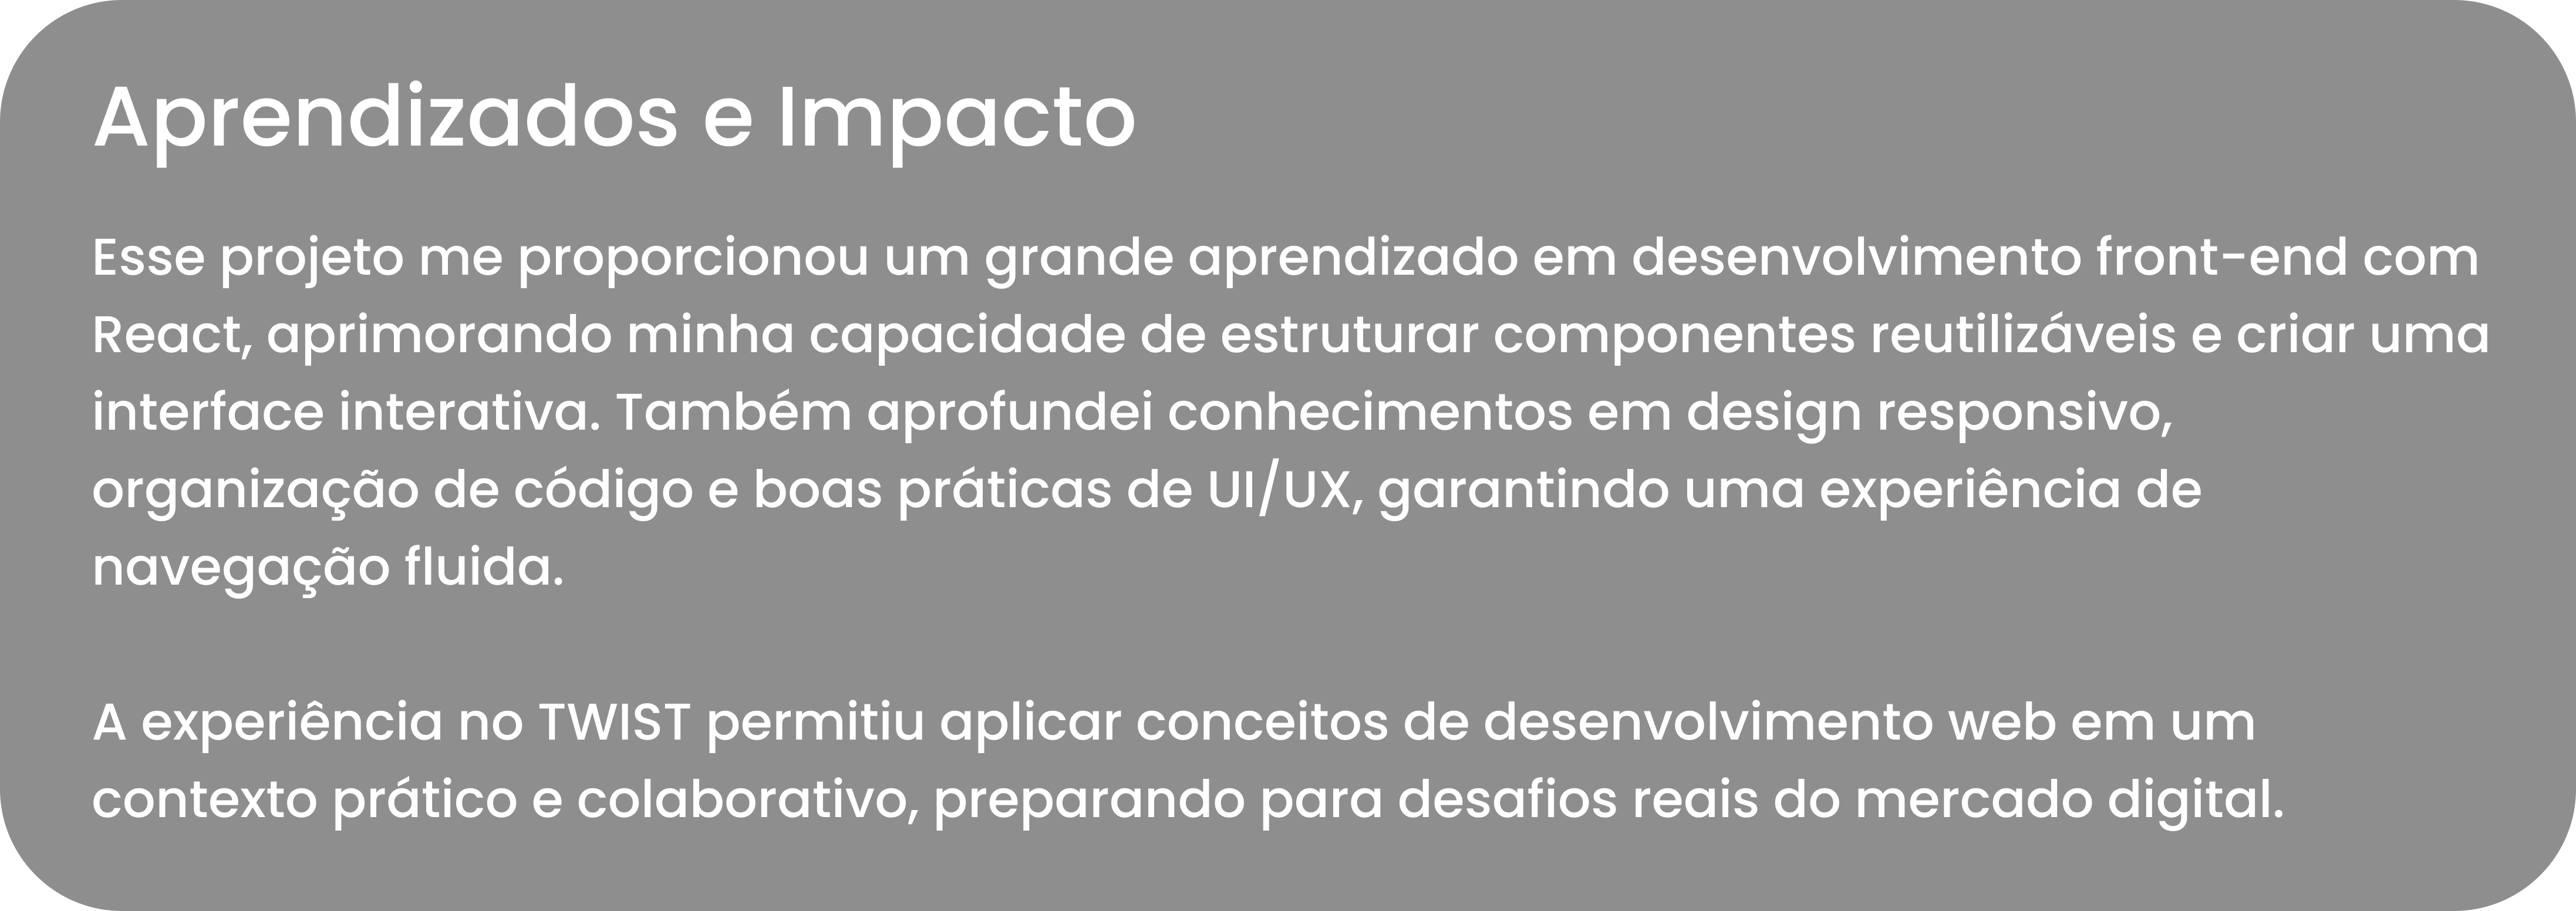 Aprendizados e Impacto
Esse projeto me proporcionou um grande aprendizado em desenvolvimento front-end com
React, aprimorando minha capacidade de estruturar componentes reutilizáveis e criar uma
interface interativa. Também aprofundei conhecimentos em design responsivo,
organização de código e boas práticas de UI/UX, garantindo uma experiência de
navegação fluida.
A experiência no TWIST permitiu aplicar conceitos de desenvolvimento web em um
contexto prático e colaborativo, preparando para desafios reais do mercado digital.